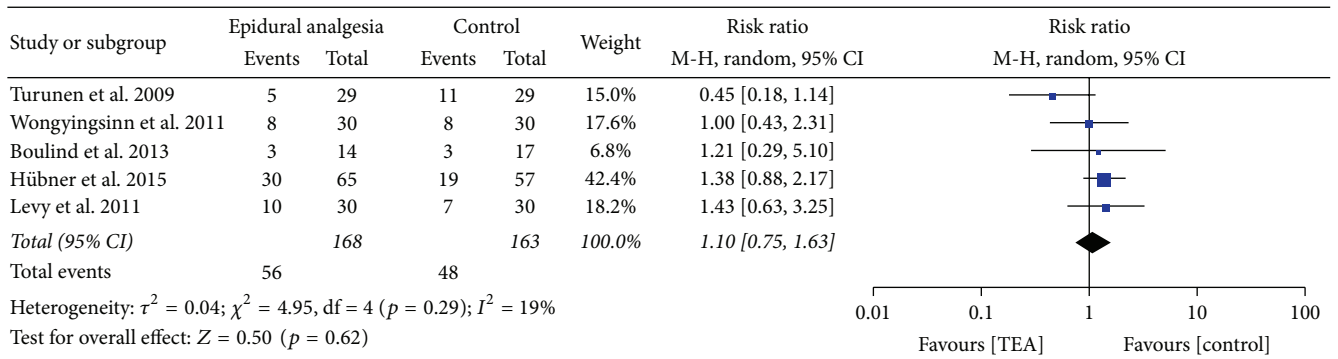 Study or subgroup Epidural analgesia Control Weight Risk ratio Risk ratio
Events Total Events Total M-H, random, 95% CI M-H, random, 95% CI
Turunen et al. 2009 5 29 11 29 15.0% 0.45 [0.18, 1.14]
Wongyingsinn et al. 2011 8 30 8 30 17.6% 1.00 [0.43, 2.31]
Boulind et al. 2013 3 14 3 17 6.8% 1.21 [0.29, 5.10]
Hübner et al. 2015 30 65 19 57 42.4% 1.38 [0.88, 2.17]
Levy et al. 2011 10 30 7 30 18.2% 1.43 [0.63, 3.25]
Total (95% CI) 168 163 100.0% 1.10 [0.75, 1.63]
Total events 56 48
Heterogeneity: τ² = 0.04; χ² = 4.95, df = 4 (p = 0.29); I² = 19%
Test for overall effect: Z = 0.50 (p = 0.62)
0.01 0.1 1 10 100
Favours [TEA] Favours [control]